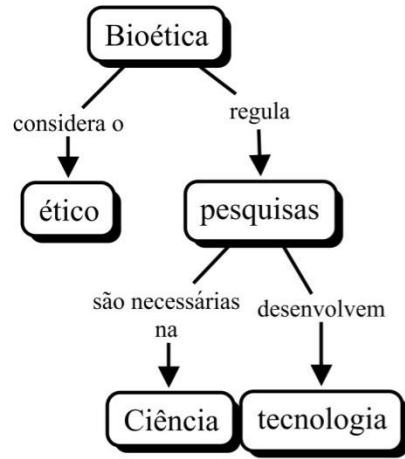 Bioética
considera o
regula
ético
pesquisas
são necessárias
na
desenvolvem
Ciência
tecnologia